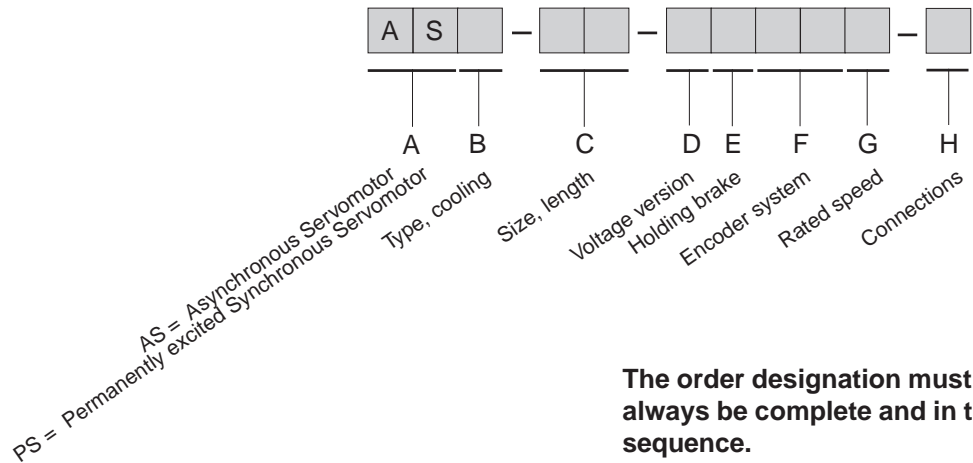 A S – – –
A B C D E F G H
AS = Asynchronous Servomotor
PS = Permanently excited Synchronous Servomotor
Type, cooling
Size, length
Voltage version
Holding brake
Encoder system
Rated speed
Connections
The order designation must
always be complete and in t
sequence.